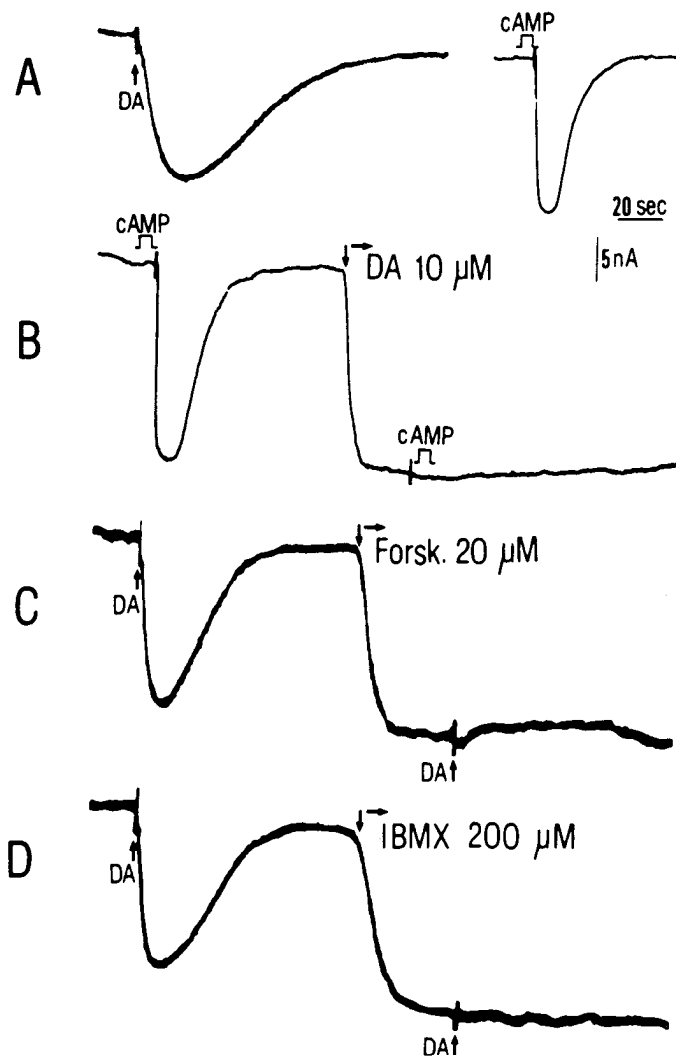 A
DA
cAMP
20 sec
5nA
B
cAMP
DA 10 µM
cAMP
C
DA
Forsk. 20 µM
DA
D
DA
IBMX 200 µM
DA